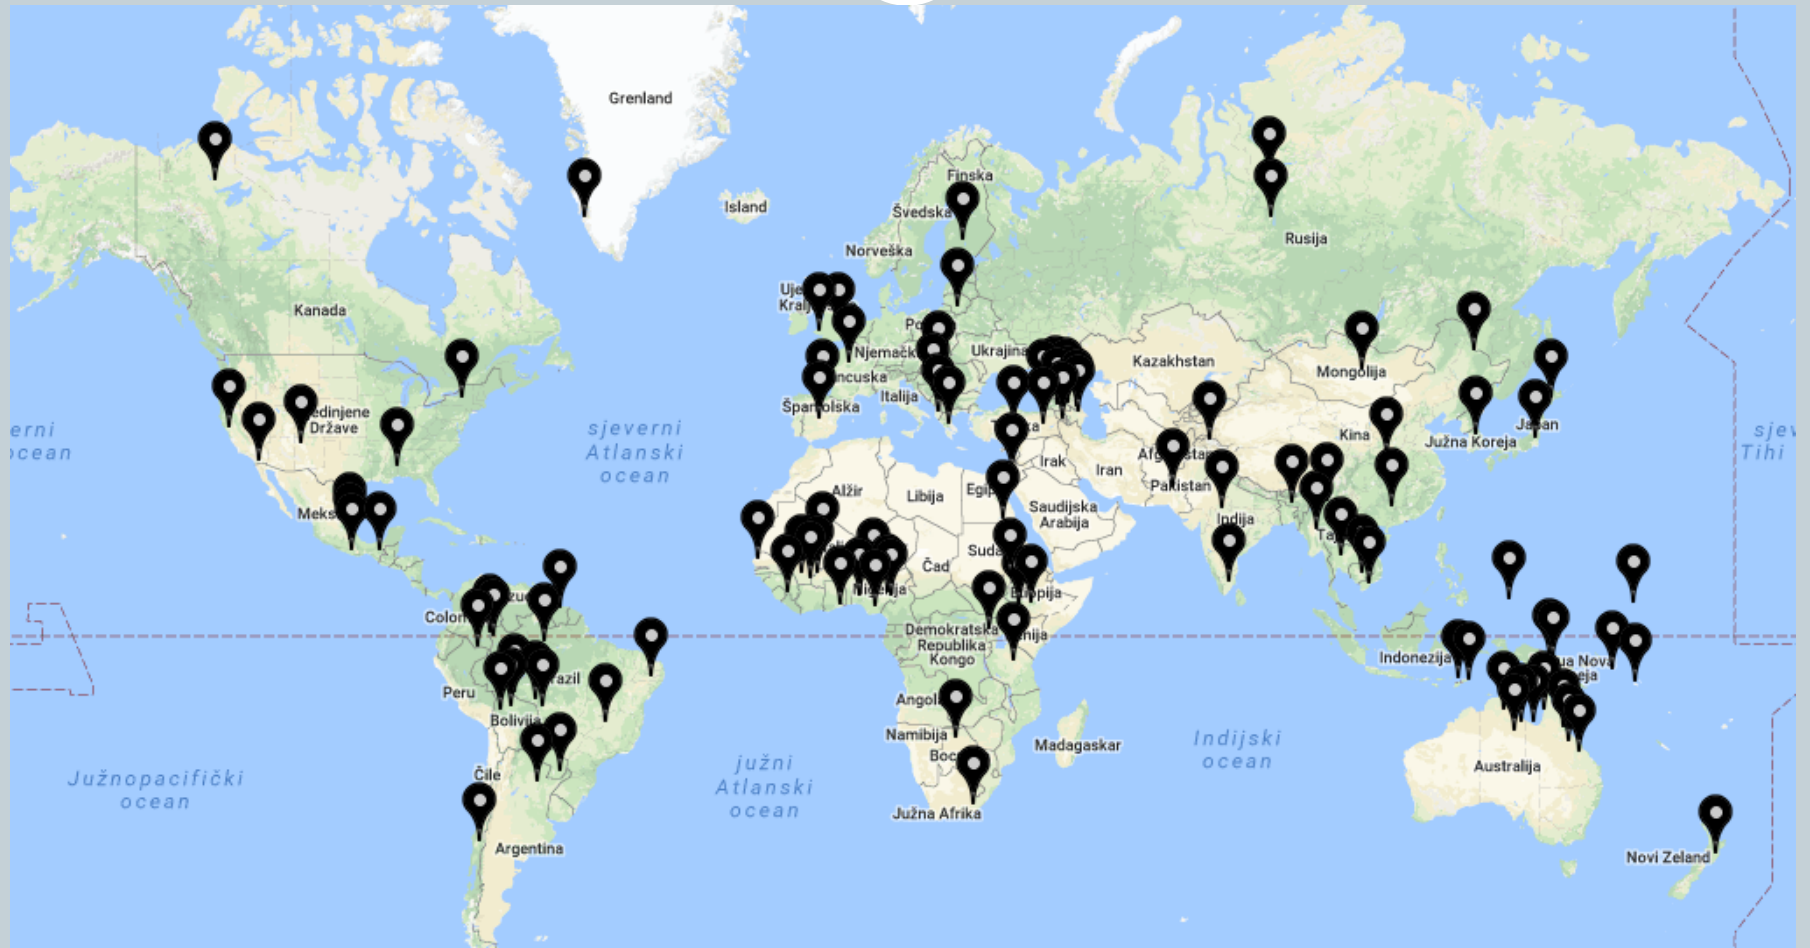 Grenland
Finska
Island
Švedska
Norveška
Rusija
Kanada
Ukrajina
Kazakhstan
Mongolija
Italija
Kina
Japan
Južna Koreja
sjeverni
Atlanski
ocean
Države
Irak
Iran
Pakistan
Alžir
Libija
Saudijska
Arabija
Indija
Čad
Etiopija
Demokratska
Republika
Kongo
Indonezija
Peru
Bolivija
Namibija
Madagaskar
Indijski
ocean
južni
Atlanski
ocean
Australija
Južnopacifički
ocean
Čile
Južna Afrika
Argentina
Novi Zeland